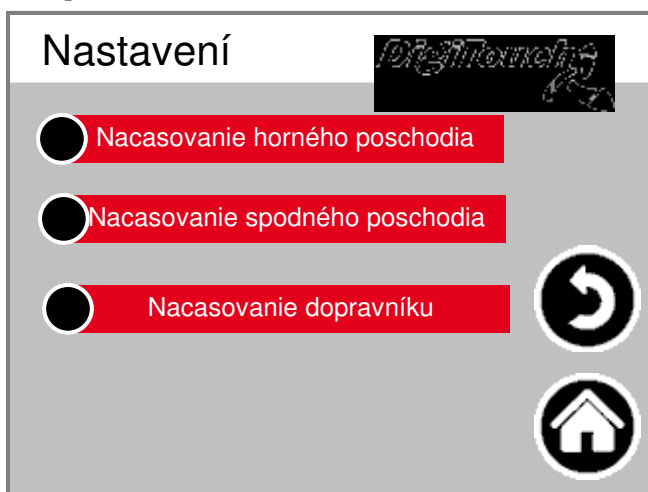 Nastavení
DigiTouch
Nacasovanie horného poschodia
Nacasovanie spodného poschodia
Nacasovanie dopravníku